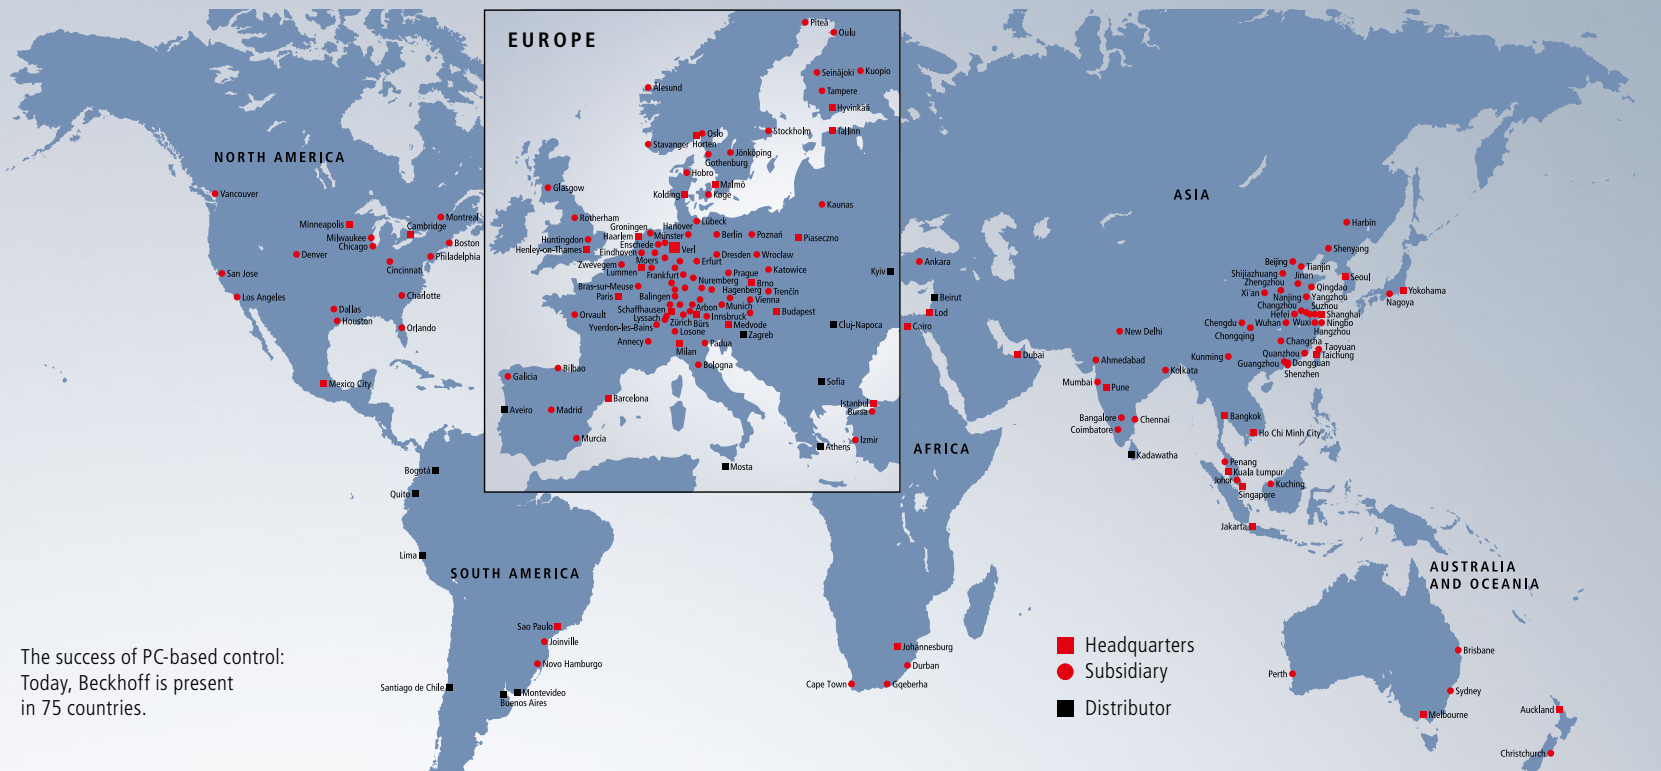 NORTH AMERICA
Vancouver
Minneapolis
Montreal
Cambridge
Milwaukee
Chicago
Boston
Denver
Philadelphia
Cincinnati
San Jose
Los Angeles
Charlotte
Dallas
Houston
Orlando
Mexico City
EUROPE
Piteå
Oulu
Seinäjoki
Kuopio
Ålesund
Tampere
Hyvinkää
Oslo
Stockholm
Tallinn
Stavanger
Horten
Jönköping
Gothenburg
Hobro
Glasgow
Malmö
Kolding
Køge
Kaunas
Rotherham
Lübeck
Groningen
Hanover
Haarlem
Münster
Berlin
Poznań
Piaseczno
Huntingdon
Enschede
Verl
Henley-on-Thames
Eindhoven
Dresden
Wrocław
Zwevegem
Moers
Erfurt
Lummen
Frankfurt
Prague
Katowice
Kyiv
Nuremberg
Brno
Bras-sur-Meuse
Hagenberg
Trenčín
Paris
Balingen
Vienna
Schaffhausen
Arbon
Munich
Budapest
Orvault
Lyssach
Zürich
Bürs
Innsbruck
Yverdon-les-Bains
Medvode
Cluj-Napoca
Losone
Zagreb
Annecy
Padua
Milan
Bologna
Bilbao
Galicia
Sofia
Barcelona
Istanbul
Bursa
Aveiro
Madrid
Murcia
Izmir
Athens
Mosta
ASIA
Harbin
Shenyang
Ankara
Beijing
Tianjin
Shijiazhuang
Jinan
Seoul
Zhengzhou
Qingdao
Yokohama
Xi'an
Nanjing
Yangzhou
Nagoya
Beirut
Changzhou
Suzhou
Lod
Hefei
Shanghai
Cairo
Chengdu
Wuhan
Wuxi
Ningbo
New Delhi
Chongqing
Hangzhou
Changsha
Taoyuan
Dubai
Ahmedabad
Kunming
Quanzhou
Taichung
Guangzhou
Dongguan
Kolkata
Shenzhen
Mumbai
Pune
Bangkok
Bangalore
Chennai
Coimbatore
Ho Chi Minh City
Kadawatha
Penang
Kuala Lumpur
Johor
Kuching
Singapore
Jakarta
AFRICA
Johannesburg
Durban
Cape Town
Gqeberha
Bogotá
Quito
Lima
SOUTH AMERICA
Sao Paulo
Joinville
Novo Hamburgo
Santiago de Chile
Montevideo
Buenos Aires
AUSTRALIA
AND OCEANIA
Brisbane
Perth
Sydney
Auckland
Melbourne
Christchurch
Headquarters
Subsidiary
Distributor
The success of PC-based control:
Today, Beckhoff is present
in 75 countries.